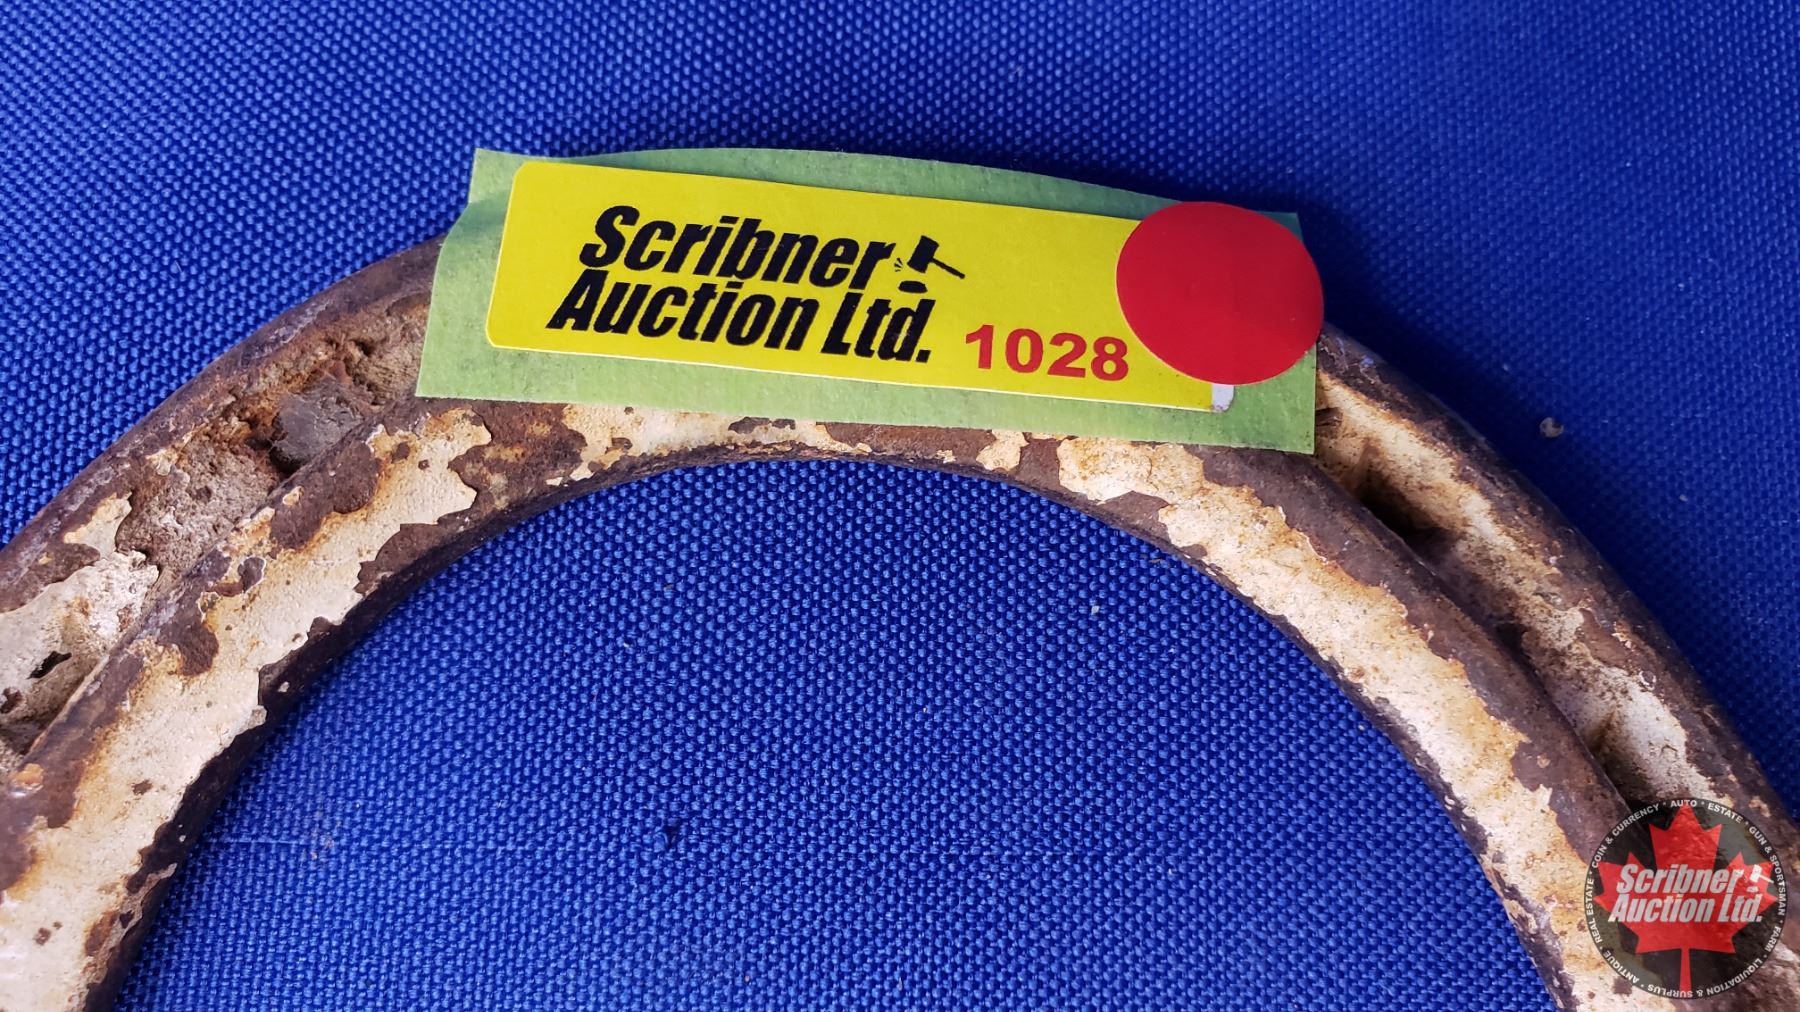 Scribner
Auction Ltd. 1028
COIN & CURRENCY * AUTO * ESTATE * GUN & SPORTSMAN * FARM * LIQUIDATION & SURPLUS * ANTIQUE * REAL ESTATE *
Scribner
Auction Ltd.